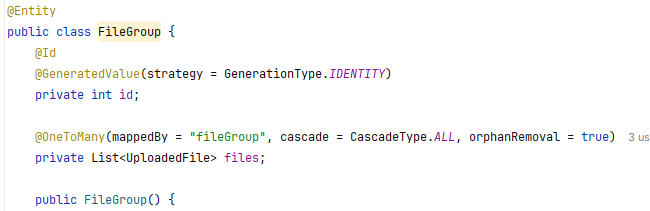 @Entity
public class FileGroup {
@Id
@GeneratedValue(strategy = GenerationType.IDENTITY)
private int id;
@OneToMany(mappedBy = "fileGroup", cascade = CascadeType.ALL, orphanRemoval = true) 3 us
private List<UploadedFile> files;
public FileGroup() {